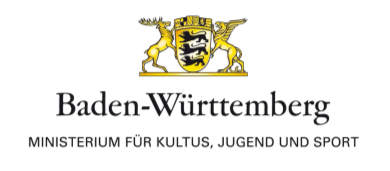 Baden-Württemberg
MINISTERIUM FÜR KULTUS, JUGEND UND SPORT